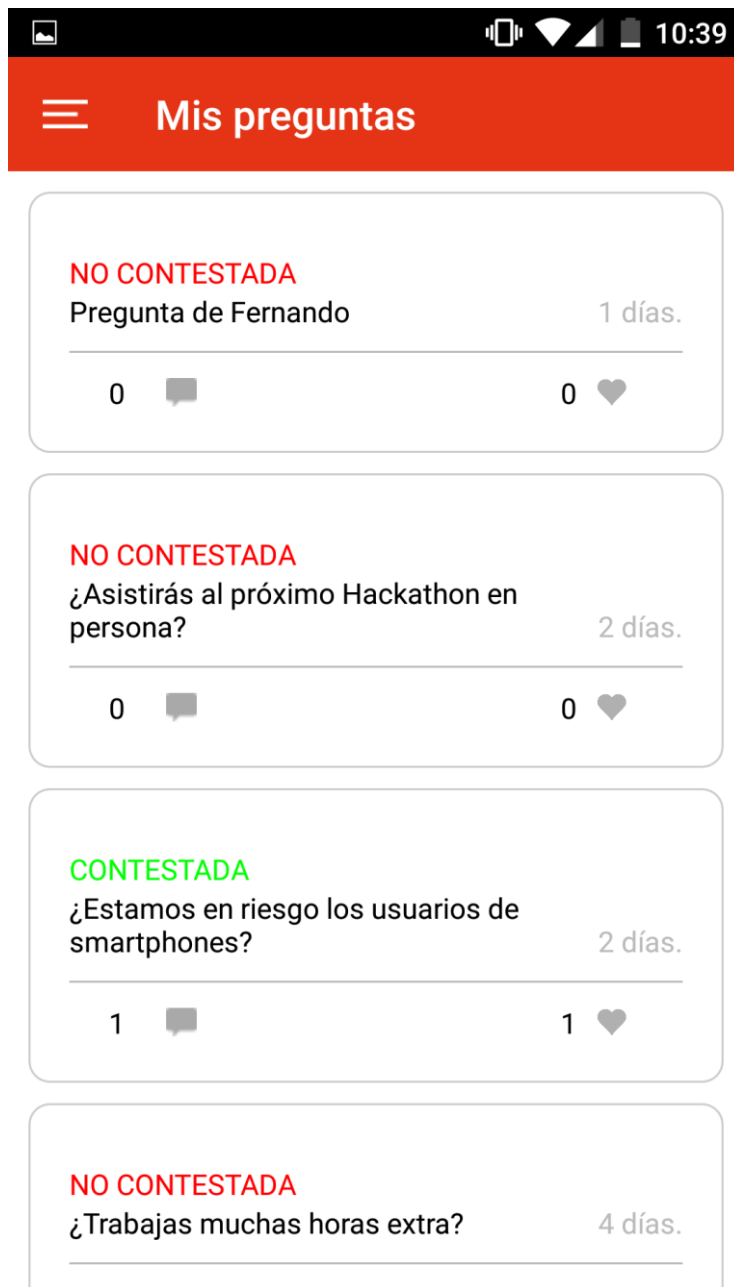 10:39
Mis preguntas
NO CONTESTADA
Pregunta de Fernando
1 días.
0
0
NO CONTESTADA
¿Asistirás al próximo Hackathon en
persona?
2 días.
0
0
CONTESTADA
¿Estamos en riesgo los usuarios de
smartphones?
2 días.
1
1
NO CONTESTADA
¿Trabajas muchas horas extra?
4 días.